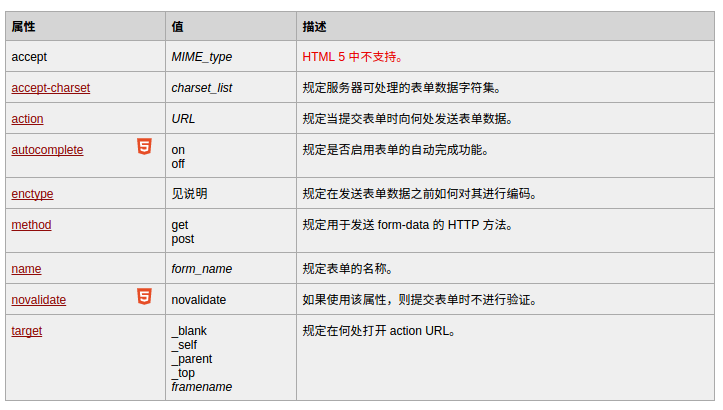 属性 值 描述
accept MIME_type HTML 5 中不支持。
accept-charset charset_list 规定服务器可处理的表单数据字符集。
action URL 规定当提交表单时向何处发送表单数据。
autocomplete 5 on 规定是否启用表单的自动完成功能。
off
enctype 见说明 规定在发送表单数据之前如何对其进行编码。
method get 规定用于发送 form-data 的 HTTP 方法。
post
name form_name 规定表单的名称。
novalidate 5 novalidate 如果使用该属性，则提交表单时不进行验证。
target _blank 规定在何处打开 action URL。
_self
_parent
_top
framename